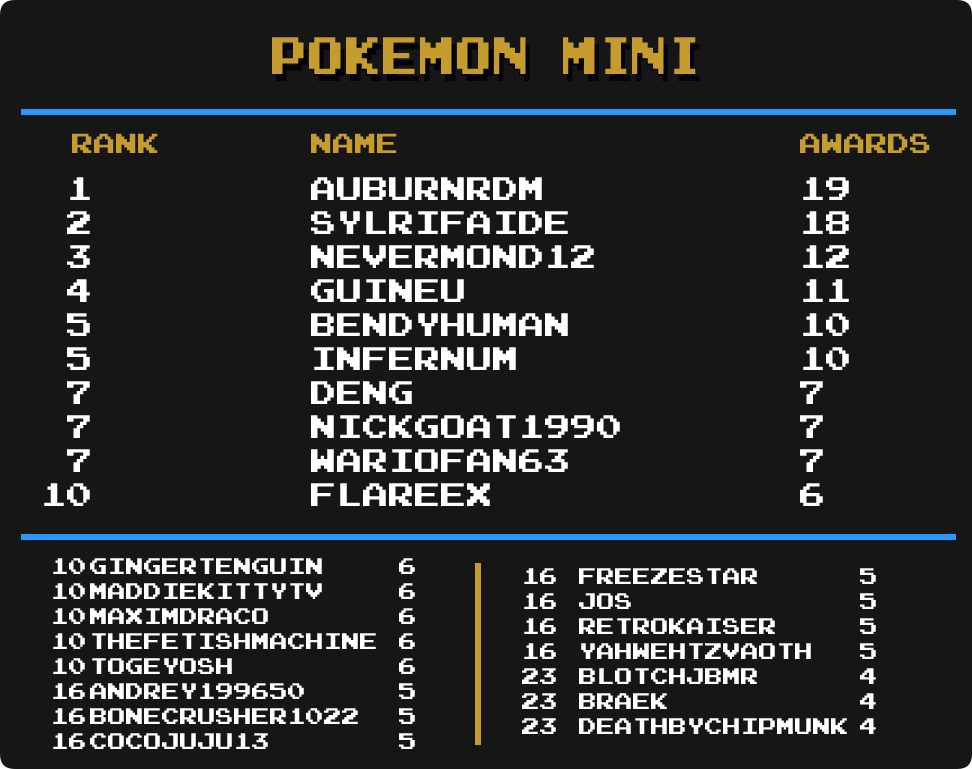 POKEMON MINI
RANK NAME AWARDS
1 AUBURNRDM 19
2 SYLRIFAIDE 18
3 NEVERMOND12 12
4 GUINEU 11
5 BENDYHUMAN 10
5 INFERNUM 10
7 DENG 7
7 NICKGOAT1990 7
7 WARIOFAN63 7
10 FLAREEX 6
10 GINGERTENGUIN 6
10 MADDIEKITTYTV 6
10 MAXIMDRACO 6
10 THEFETISHMACHINE 6
10 TOGEYOSH 6
16 ANDREY199650 5
16 BONECRUSHER1022 5
16 COCOJUJU13 5
16 FREEZESTAR 5
16 JOS 5
16 RETROKAISER 5
16 YAHWEHTZVAOTH 5
23 BLOTCHJBMR 4
23 BRAEK 4
23 DEATHBYCHIPMUNK 4